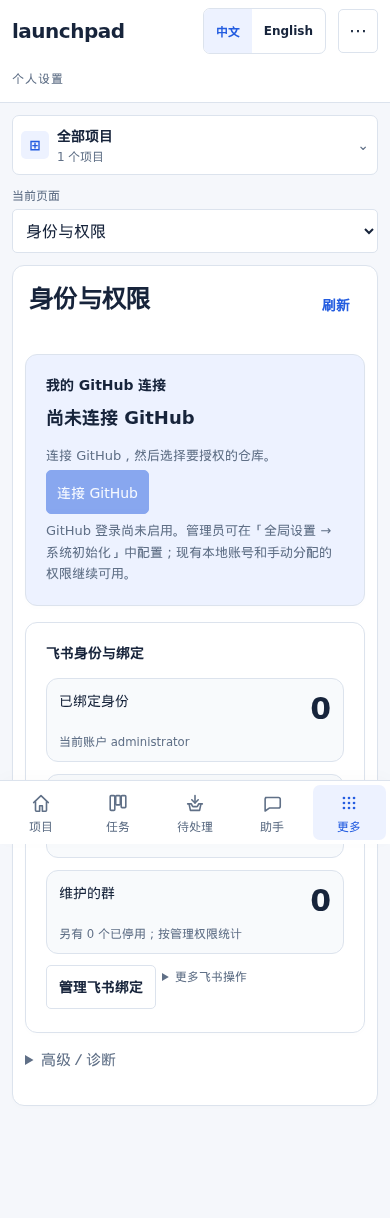 launchpad
中文
English
...
个人设置
全部项目
1 个项目
当前页面
身份与权限
身份与权限
刷新
我的 GitHub 连接
尚未连接 GitHub
连接 GitHub，然后选择要授权的仓库。
连接 GitHub
GitHub 登录尚未启用。管理员可在「全局设置 →
系统初始化」中配置；现有本地账号和手动分配的
权限继续可用。
飞书身份与绑定
已绑定身份
0
当前账户 administrator
项目
任务
待处理
助手
更多
维护的群
0
另有 0 个已停用；按管理权限统计
管理飞书绑定
更多飞书操作
高级 / 诊断